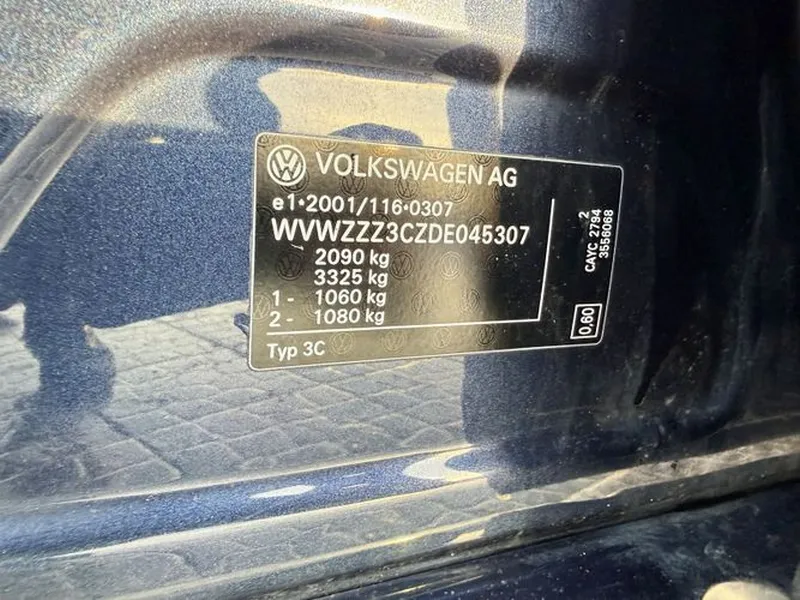 VOLKSWAGEN AG
e1*2001/116*0307
WVWZZZ3CZDE045307
2090 kg
3325 kg
1 - 1060 kg
2 - 1080 kg
Typ 3C
2
CAYC 2794
3556068
0.60